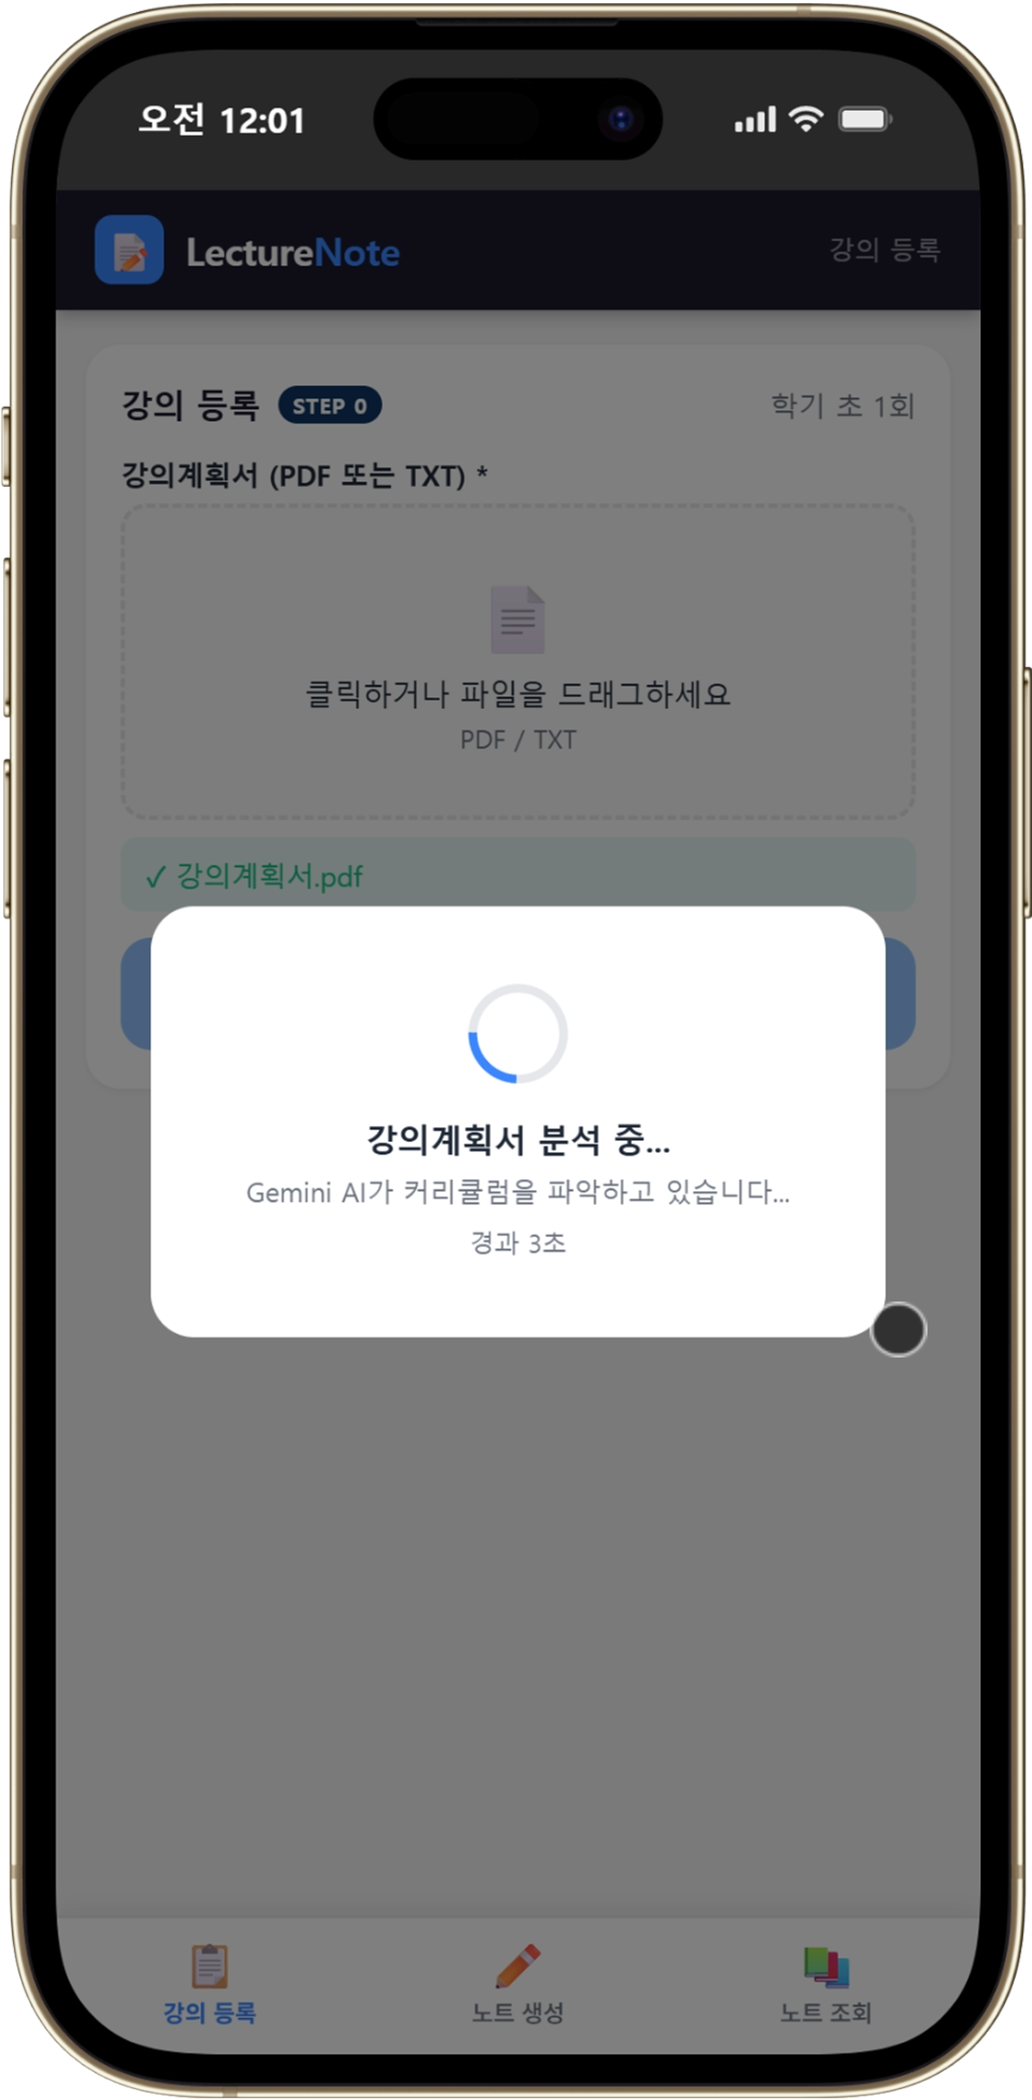 오전 12:01
LectureNote
강의 등록
강의 등록 STEP 0 학기 초 1회
강의계획서 (PDF 또는 TXT) *
클릭하거나 파일을 드래그하세요
PDF / TXT
✓ 강의계획서.pdf
강의계획서 분석 중...
Gemini AI가 커리큘럼을 파악하고 있습니다...
경과 3초
강의 등록
노트 생성
노트 조회